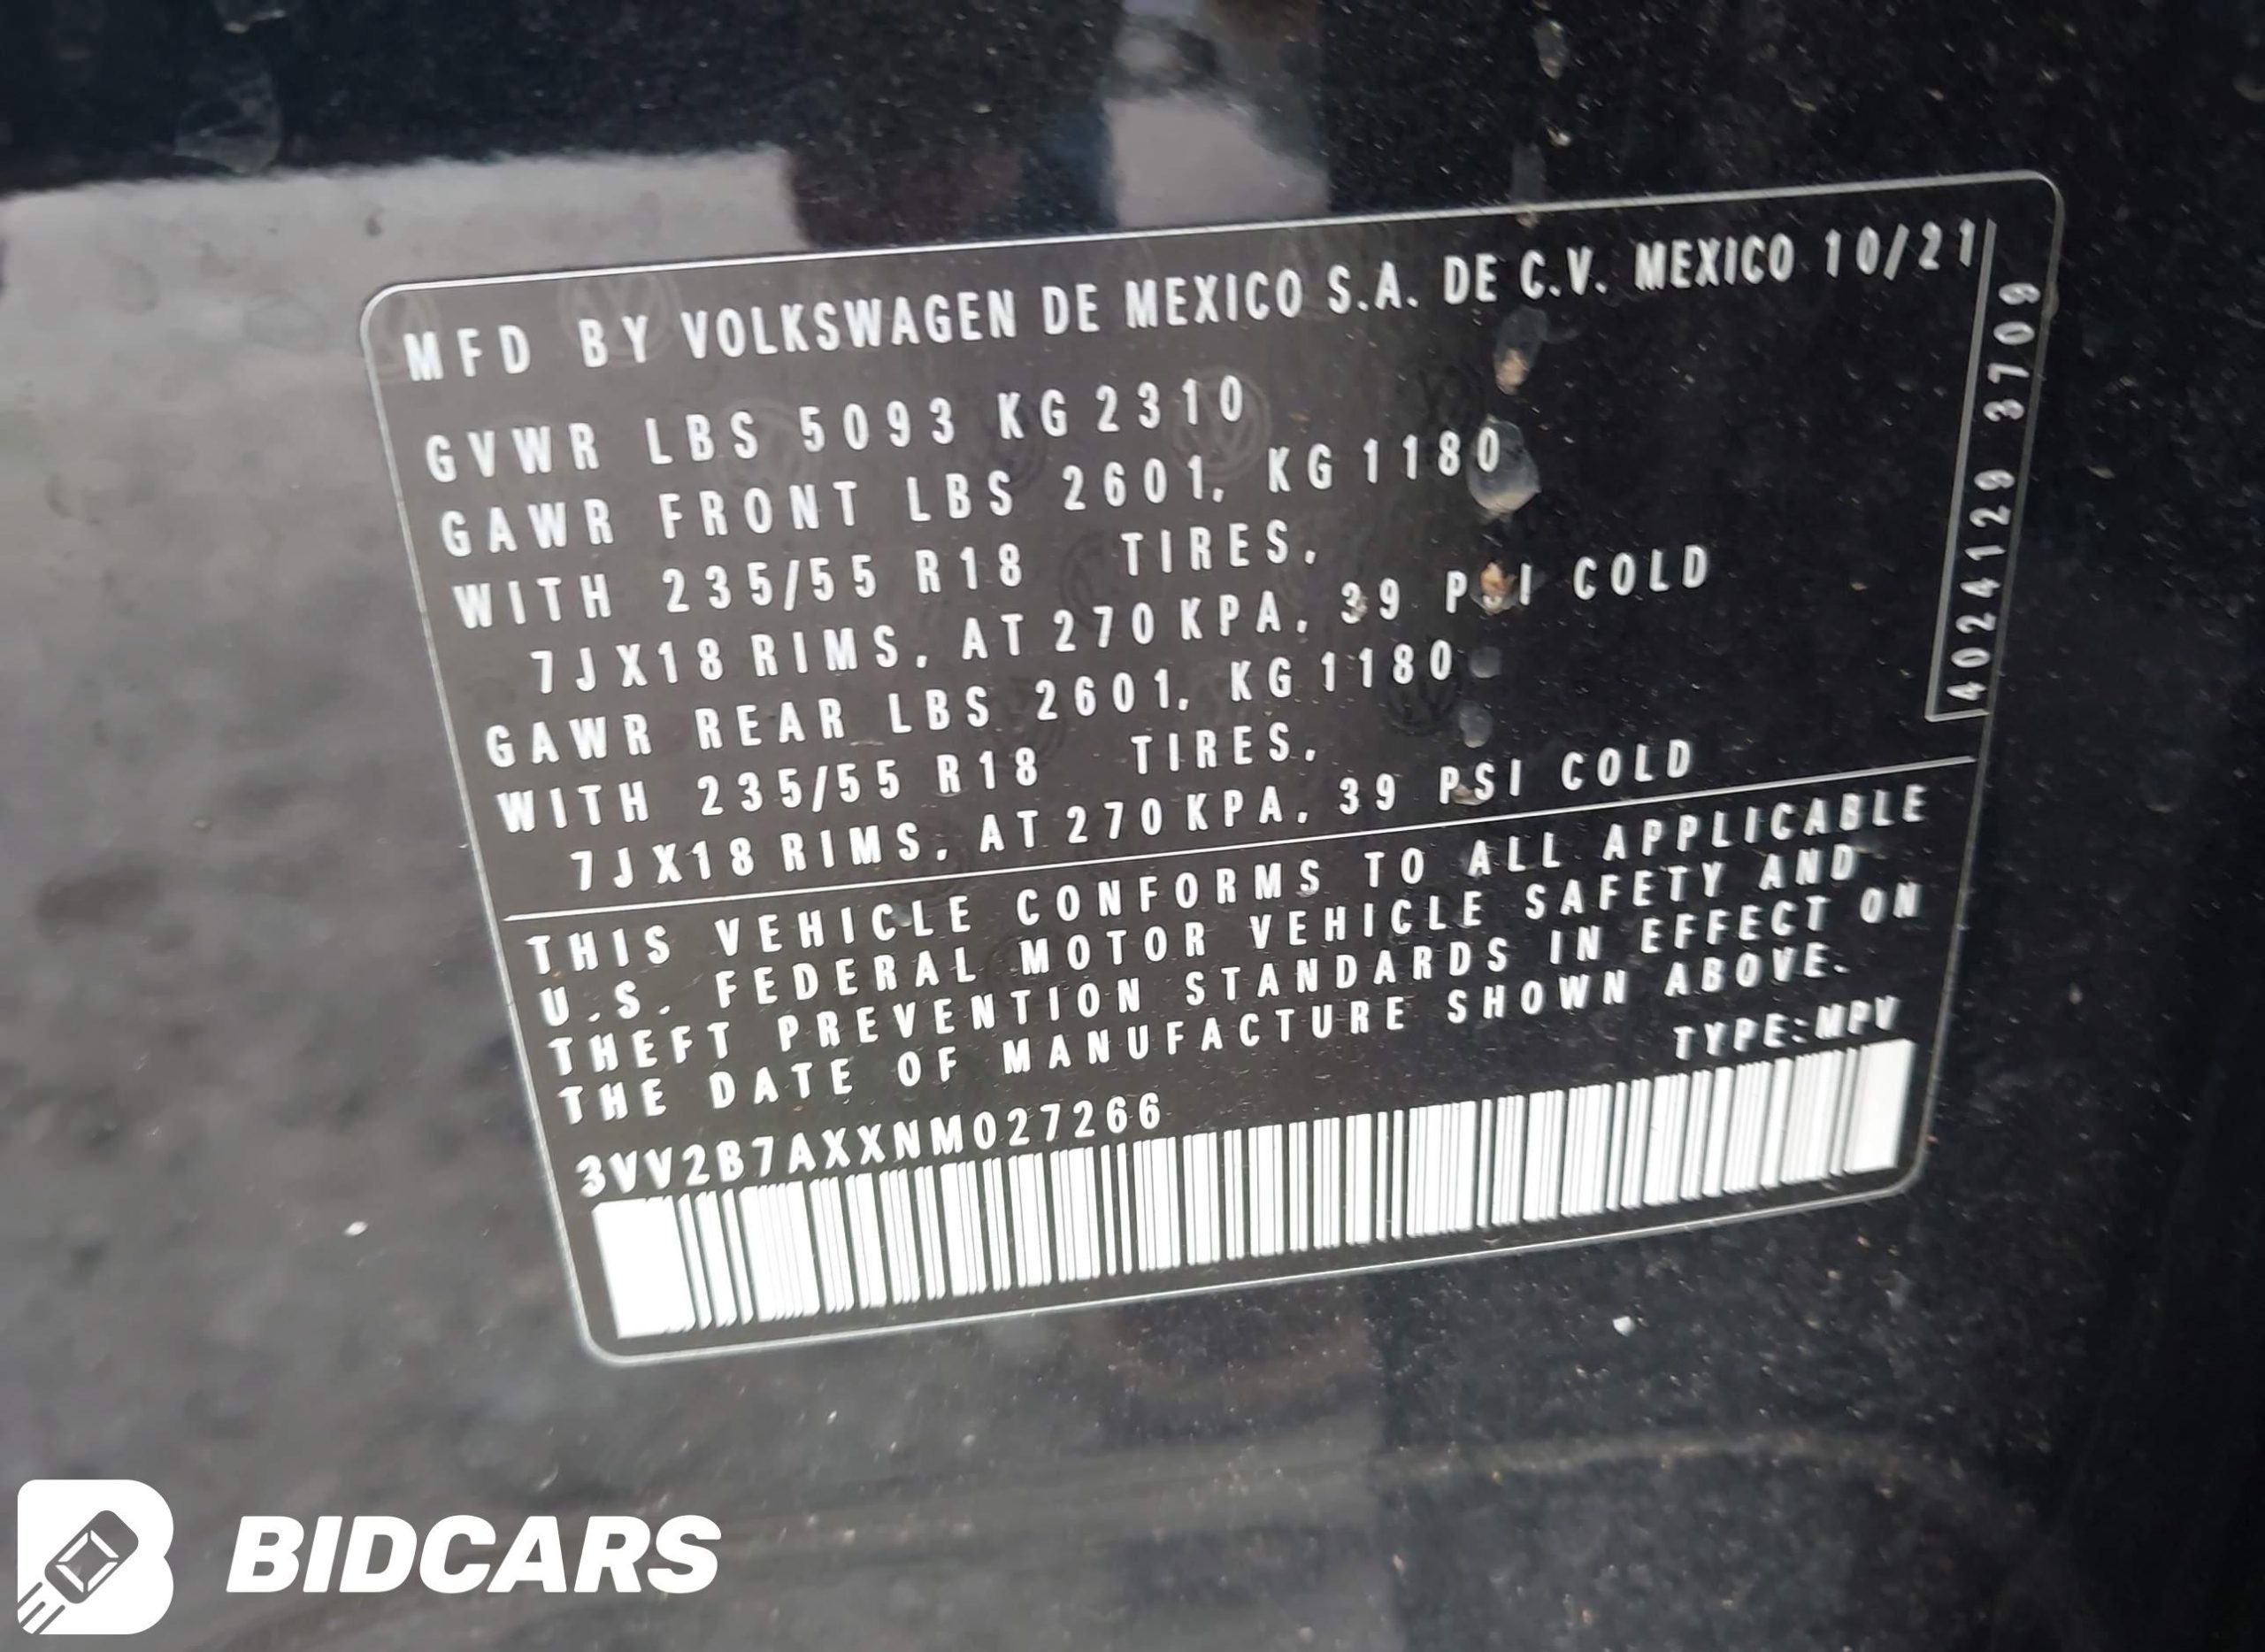 MFD BY VOLKSWAGEN DE MEXICO S.A. DE C.V. MEXICO 10/21
GVWR LBS 5093 KG 2310
GAWR FRONT LBS 2601, KG 1180
WITH 235/55 R18 TIRES,
7JX18 RIMS, AT 270 KPA, 39 PSI COLD
GAWR REAR LBS 2601, KG 1180
WITH 235/55 R18 TIRES,
7JX18 RIMS, AT 270 KPA, 39 PSI COLD
4024129 3709
THIS VEHICLE CONFORMS TO ALL APPLICABLE
U.S. FEDERAL MOTOR VEHICLE SAFETY AND
THEFT PREVENTION STANDARDS IN EFFECT ON
THE DATE OF MANUFACTURE SHOWN ABOVE.
TYPE:MPV
3VV2B7AXXNM027266
BIDCARS